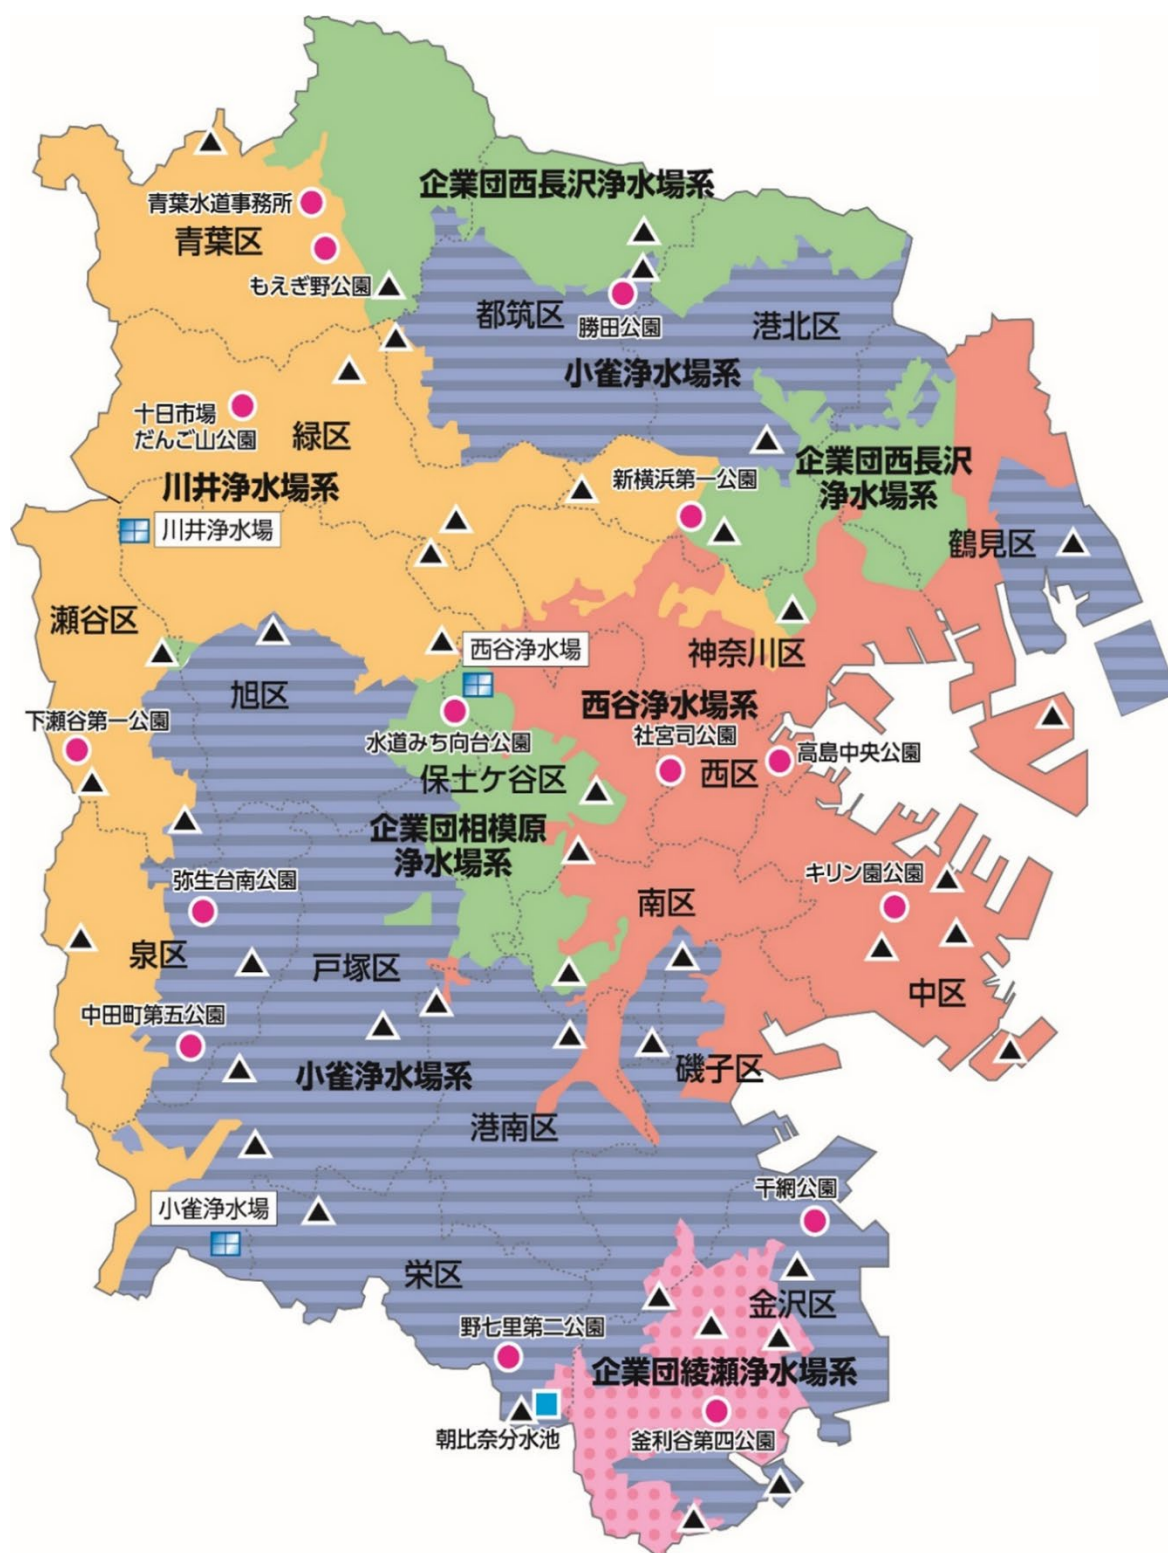 企業団西長沢浄水場系
青葉水道事務所
青葉区
もえぎ野公園
都筑区
勝田公園
港北区
小雀浄水場系
十日市場
だんご山公園
緑区
川井浄水場系
川井浄水場
新横浜第一公園
企業団西長沢
浄水場系
鶴見区
瀬谷区
西谷浄水場
神奈川区
旭区
西谷浄水場系
下瀬谷第一公園
水道みち向台公園
社宮司公園
西区
高島中央公園
保土ケ谷区
企業団相模原
浄水場系
弥生台南公園
キリン園公園
南区
泉区
戸塚区
中区
中田町第五公園
小雀浄水場系
磯子区
港南区
小雀浄水場
干網公園
栄区
金沢区
野七里第二公園
企業団綾瀬浄水場系
朝比奈分水池
釜利谷第四公園